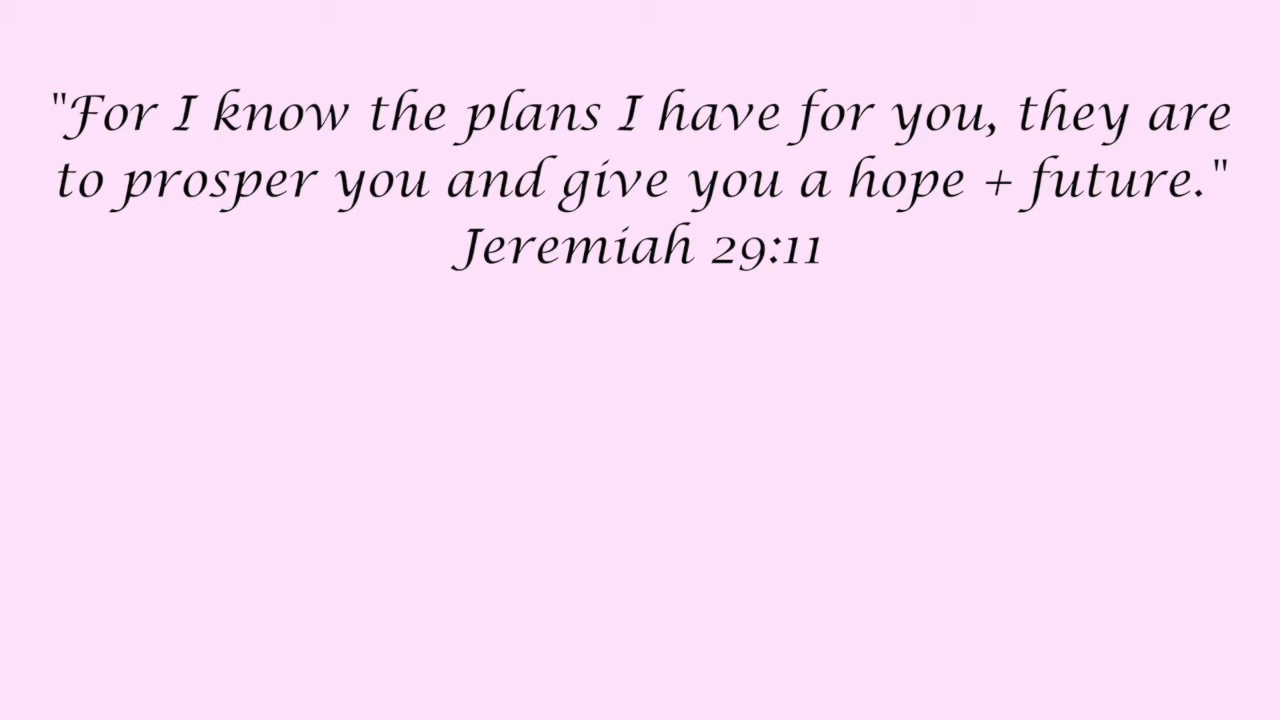 "For I know the plans I have for you, they are
to prosper you and give you a hope + future."
Jeremiah 29:11